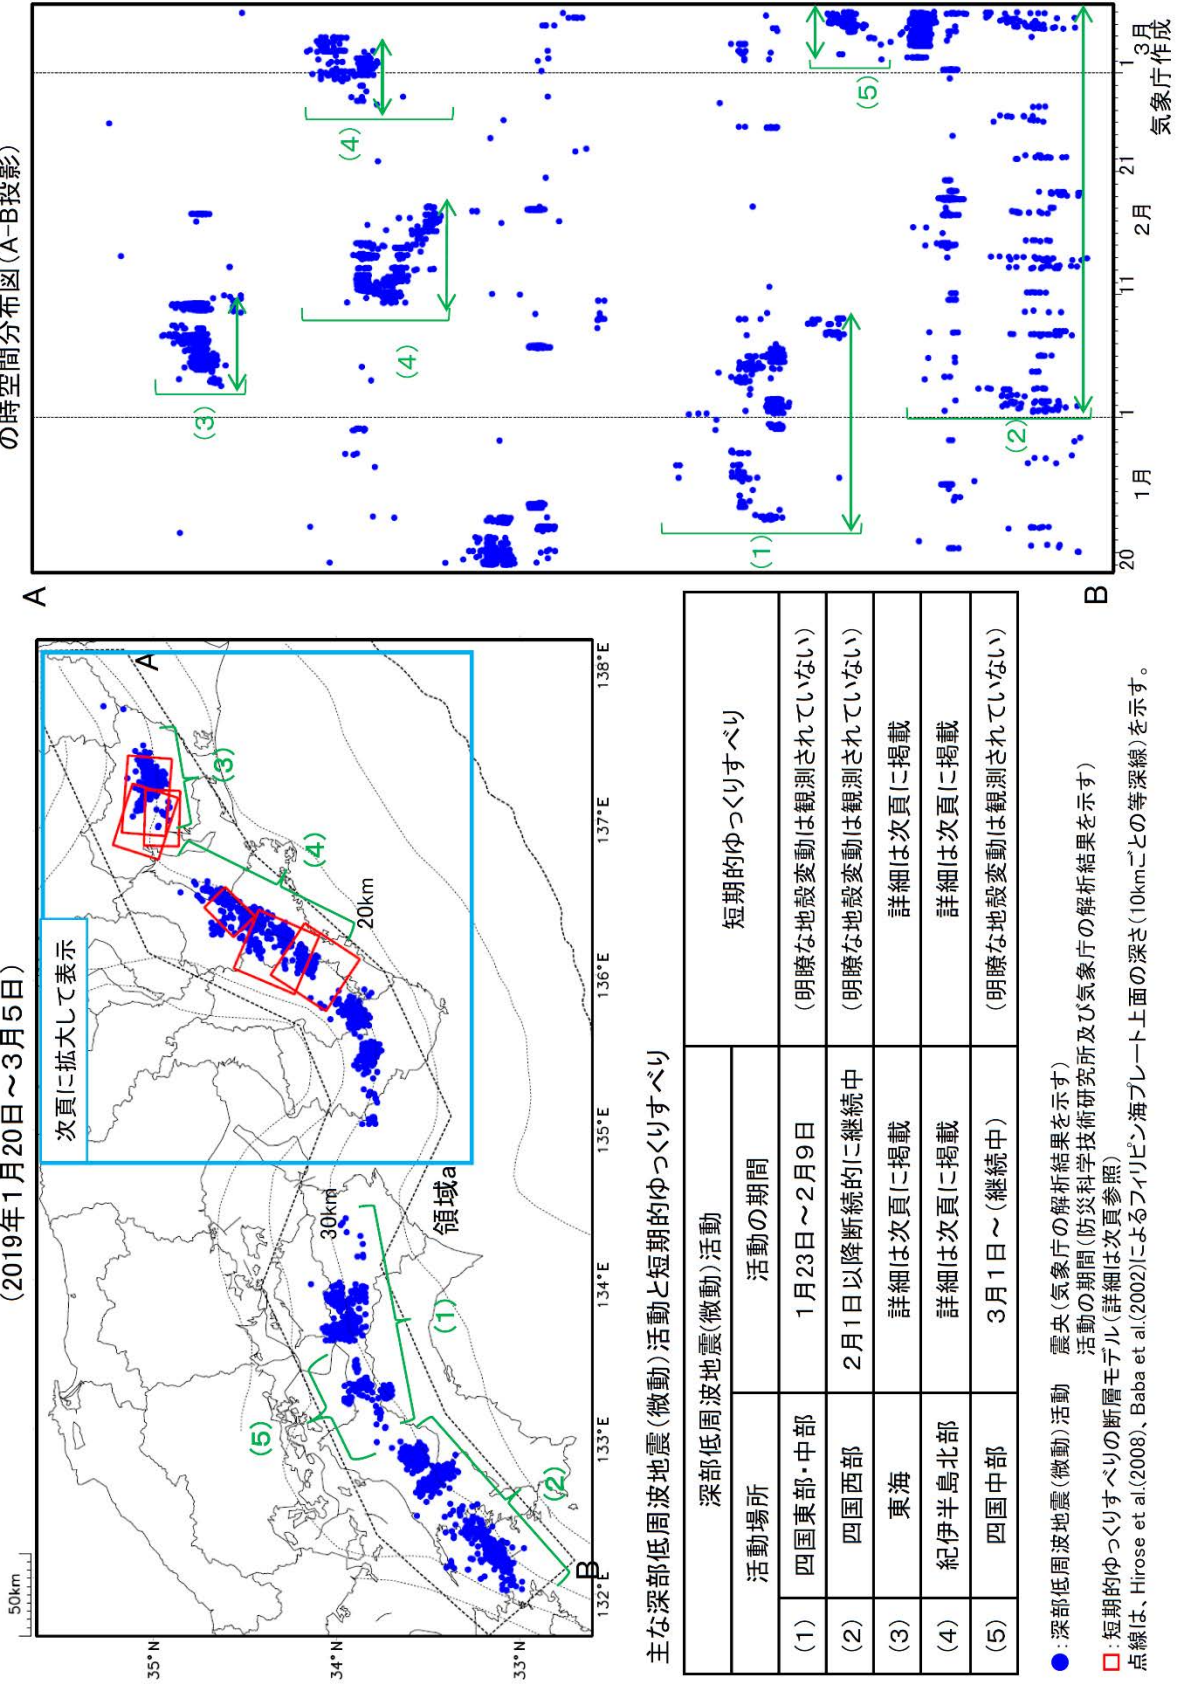 (2019年1月20日～3月5日)
50km
次頁に拡大して表示
35°N
34°N
33°N
132°E
133°E
134°E
135°E
136°E
137°E
138°E
A
B
(1)
(2)
(3)
(4)
(5)
20km
30km
領域a
の時空間分布図(A-B投影)
A
B
(1)
(2)
(3)
(4)
(4)
(5)
20
1
11
21
1
1月
2月
3月
気象庁作成
主な深部低周波地震(微動)活動と短期的ゆっくりすべり
深部低周波地震(微動)活動 短期的ゆっくりすべり
活動場所 活動の期間
(1) 四国東部・中部 1月23日～2月9日 (明瞭な地殻変動は観測されていない)
(2) 四国西部 2月1日以降断続的に継続中 (明瞭な地殻変動は観測されていない)
(3) 東海 詳細は次頁に掲載 詳細は次頁に掲載
(4) 紀伊半島北部 詳細は次頁に掲載 詳細は次頁に掲載
(5) 四国中部 3月1日～(継続中) (明瞭な地殻変動は観測されていない)
●:深部低周波地震(微動)活動 震央(気象庁の解析結果を示す)
活動の期間(防災科学技術研究所及び気象庁の解析結果を示す)
□:短期的ゆっくりすべりの断層モデル(詳細は次頁参照)
点線は、Hirose et al.(2008)、Baba et al.(2002)によるフィリピン海プレート上面の深さ(10kmごとの等深線)を示す。